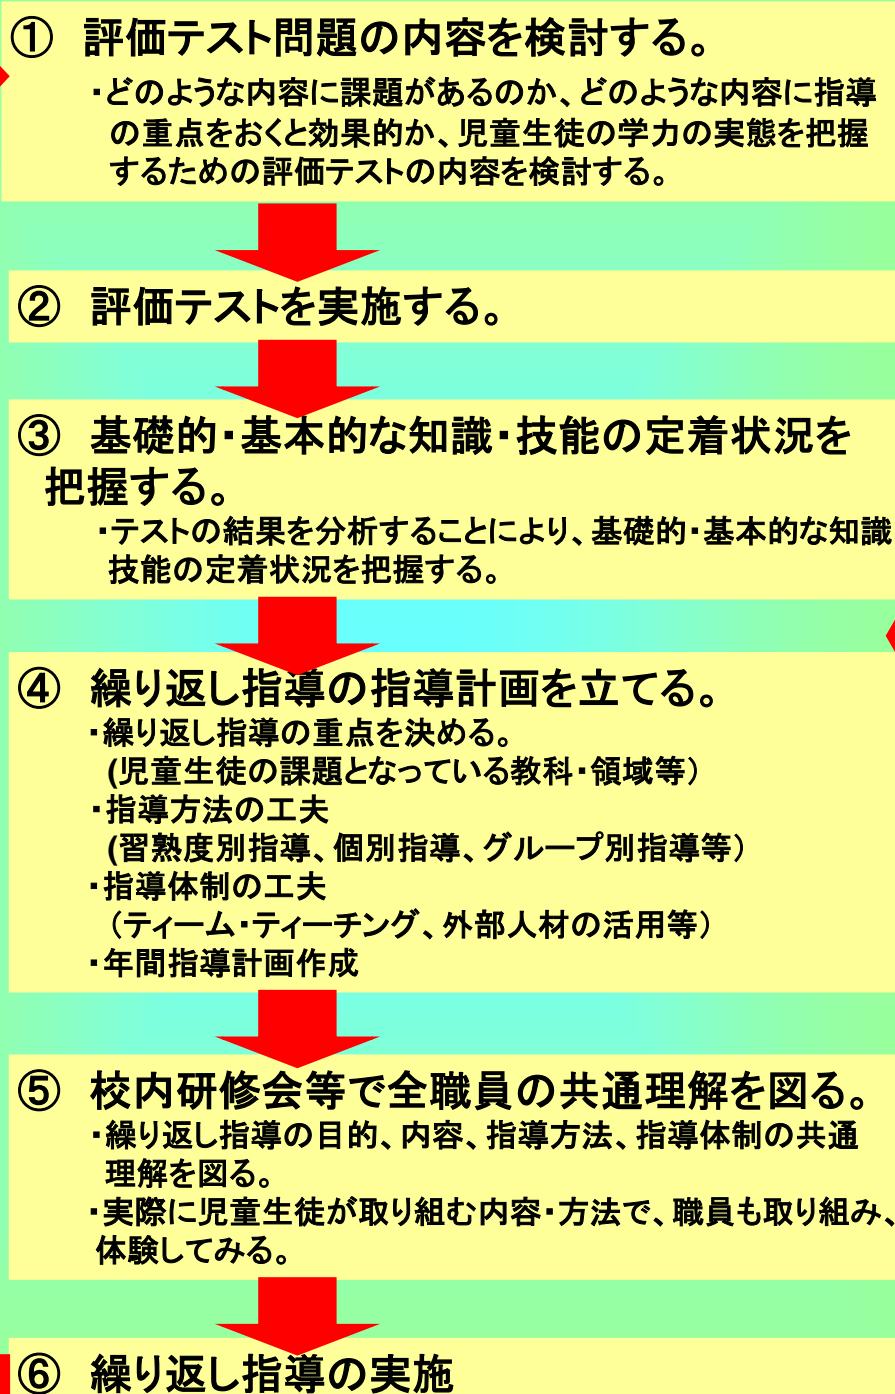 ① 評価テスト問題の内容を検討する。
・どのような内容に課題があるのか、どのような内容に指導
の重点をおくと効果的か、児童生徒の学力の実態を把握
するための評価テストの内容を検討する。
② 評価テストを実施する。
③ 基礎的・基本的な知識・技能の定着状況を
把握する。
・テストの結果を分析することにより、基礎的・基本的な知識
技能の定着状況を把握する。
④ 繰り返し指導の指導計画を立てる。
・繰り返し指導の重点を決める。
(児童生徒の課題となっている教科・領域等）
・指導方法の工夫
(習熟度別指導、個別指導、グループ別指導等）
・指導体制の工夫
（ティーム・ティーチング、外部人材の活用等）
・年間指導計画作成
⑤ 校内研修会等で全職員の共通理解を図る。
・繰り返し指導の目的、内容、指導方法、指導体制の共通
理解を図る。
・実際に児童生徒が取り組む内容・方法で、職員も取り組み、
体験してみる。
⑥ 繰り返し指導の実施